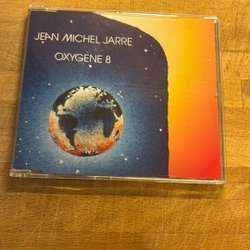 JEAN MICHEL JARRE
OXYGENE 8